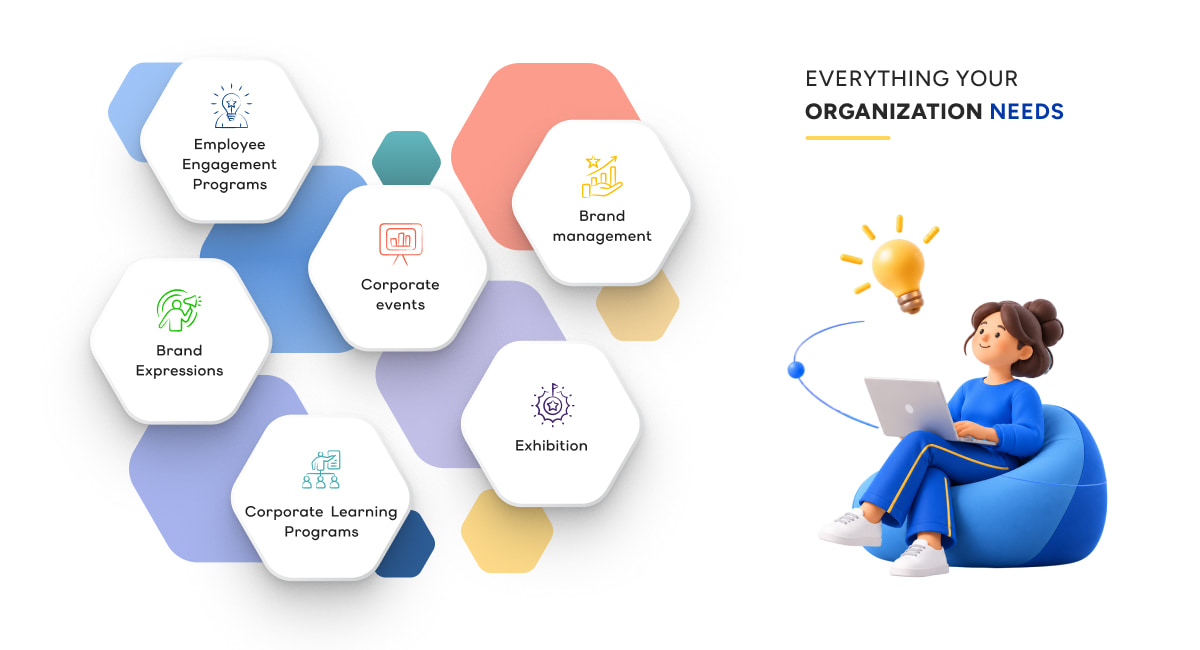 EVERYTHING YOUR
ORGANIZATION NEEDS
Employee
Engagement
Programs
Brand
management
Corporate
events
Brand
Expressions
Exhibition
Corporate Learning
Programs